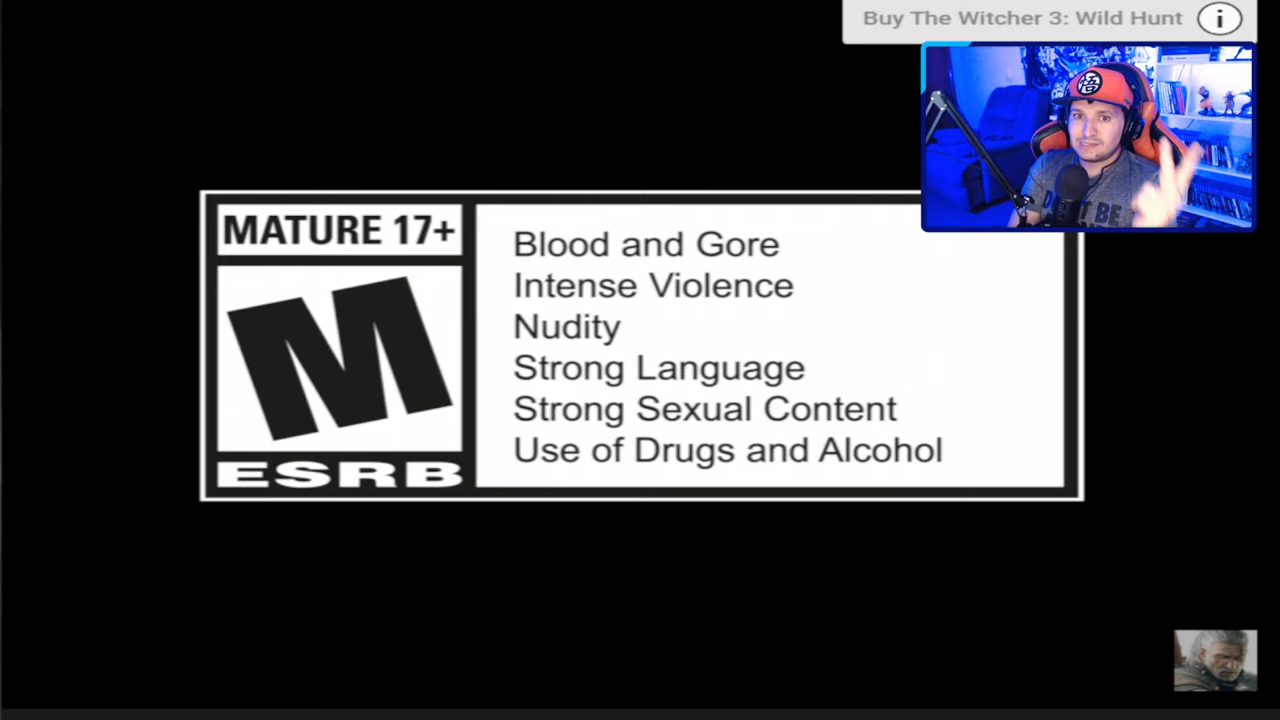 Buy The Witcher 3: Wild Hunt
MATURE 17+
M
ESRB
Blood and Gore
Intense Violence
Nudity
Strong Language
Strong Sexual Content
Use of Drugs and Alcohol
BE